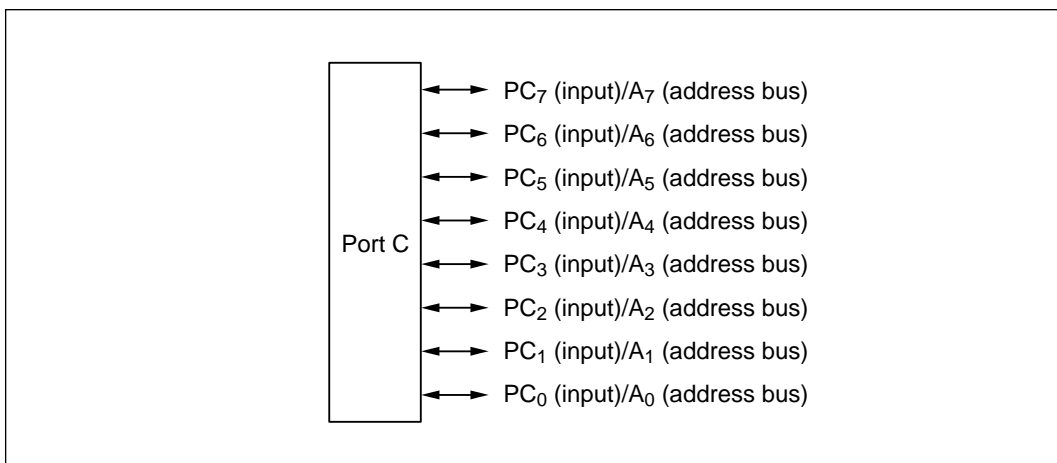 Port C
PC7 (input)/A7 (address bus)
PC6 (input)/A6 (address bus)
PC5 (input)/A5 (address bus)
PC4 (input)/A4 (address bus)
PC3 (input)/A3 (address bus)
PC2 (input)/A2 (address bus)
PC1 (input)/A1 (address bus)
PC0 (input)/A0 (address bus)